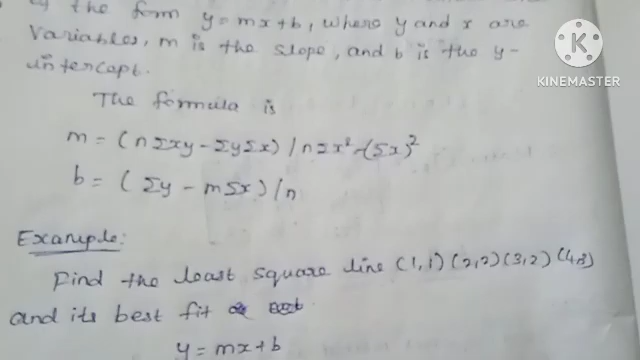 of the form y = mx + b, where y and x are
variables, m is the slope, and b is the y-
intercept.
The formula is
m = (nΣxy - ΣyΣx) / nΣx² - (Σx)²
b = (Σy - mΣx) / n
Example:
Find the least square line (1,1) (2,2) (3,2) (4,3)
and its best fit
y = mx + b
K
KINEMASTER